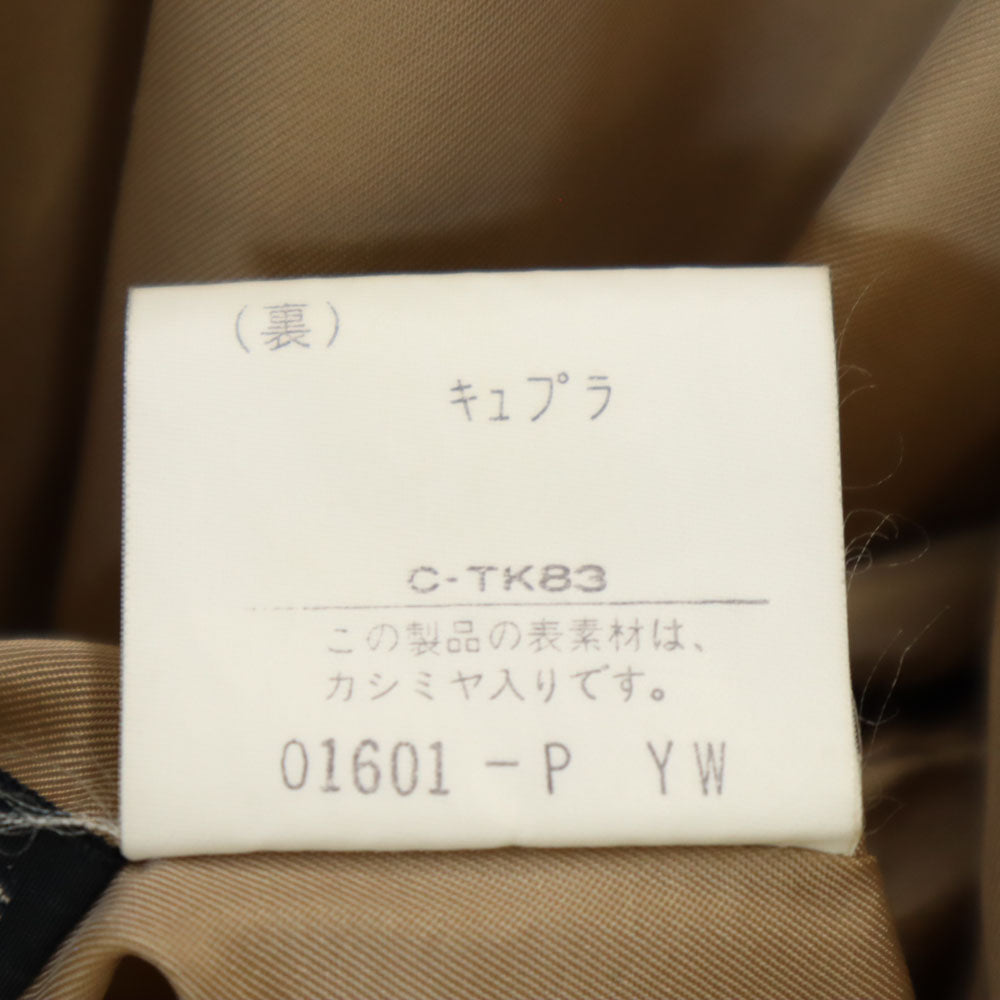 (裏)
キュプラ
C-TK83
この製品の表素材は、
カシミヤ入りです。
01601-P YW